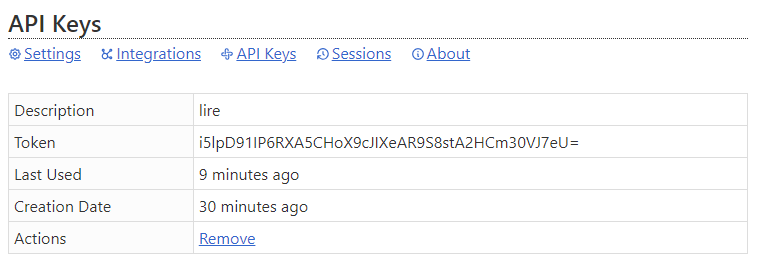 API Keys
Settings Integrations API Keys Sessions About
Description lire
Token i5lpD91IP6RXA5CHoX9cJIXeAR9S8stA2HCm30VJ7eU=
Last Used 9 minutes ago
Creation Date 30 minutes ago
Actions Remove